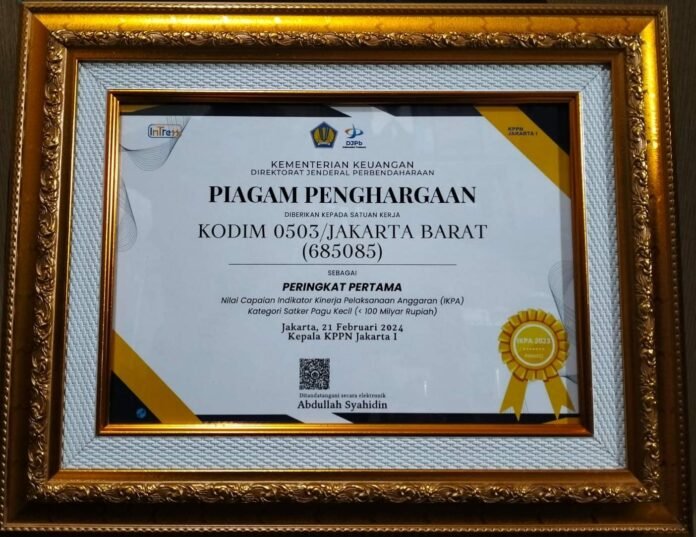 InTress
DJPb
KPPN
JAKARTA I
KEMENTERIAN KEUANGAN
DIREKTORAT JENDERAL PERBENDAHARAAN
PIAGAM PENGHARGAAN
DIBERIKAN KEPADA SATUAN KERJA
KODIM 0503/JAKARTA BARAT
(685085)
SEBAGAI
PERINGKAT PERTAMA
Nilai Capaian Indikator Kinerja Pelaksanaan Anggaran (IKPA)
Kategori Satker Pagu Kecil (< 100 Milyar Rupiah)
Jakarta, 21 Februari 2024
Kepala KPPN Jakarta I
IKPA 2023
Ditandatangani secara elektronik
Abdullah Syahidin